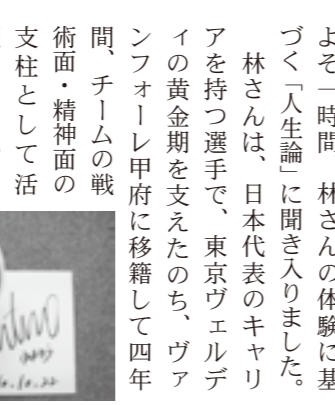 よそ一時間、林さんの体験に基
づく「人生論」に聞き入りました。
　林さんは、日本代表のキャリ
アを持つ選手で、東京ヴェルデ
ィの黄金期を支えたのち、ヴァ
ンフォーレ甲府に移籍して四年
間、チームの戦
術面・精神面の
支柱として活